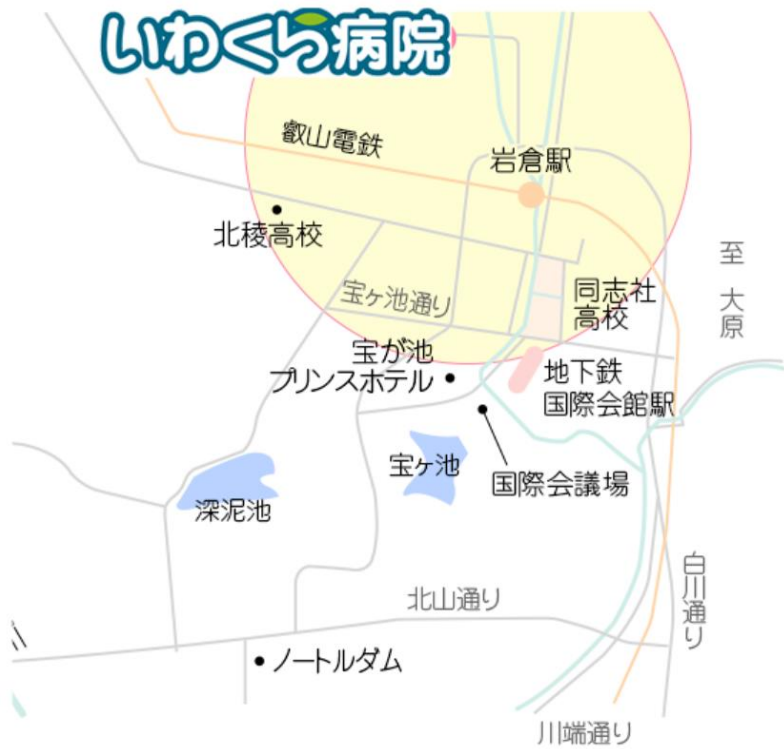 いわくら病院
叡山電鉄
岩倉駅
北稜高校
至 大原
宝ヶ池通り
同志社
高校
宝が池
プリンスホテル
地下鉄
国際会館駅
宝ヶ池
国際会議場
深泥池
白川通り
北山通り
ノートルダム
川端通り